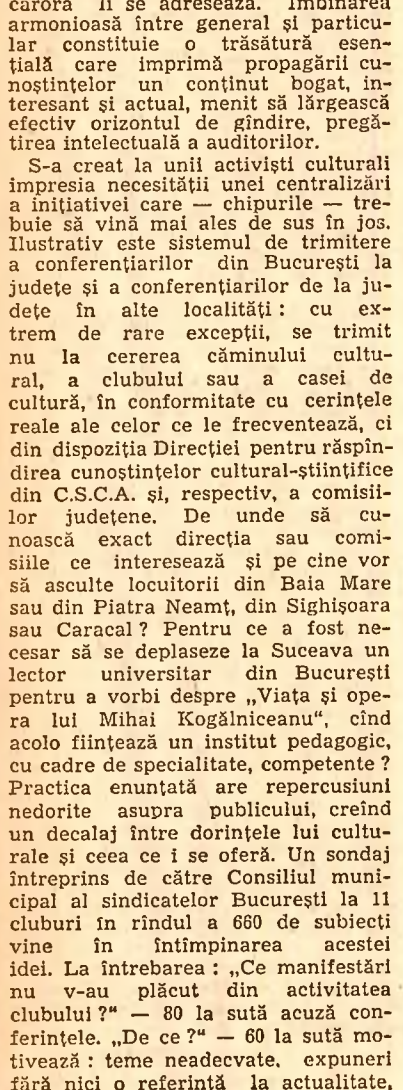 cărora li se adresează. Îmbinarea
armonioasă între general și particu-
lar constituie o trăsătură esen-
țială care imprimă propagării cu-
noștințelor un conținut bogat, in-
teresant și actual, menit să lărgească
efectiv orizontul de gîndire, pregă-
tirea intelectuală a auditorilor.
S-a creat la unii activiști culturali
impresia necesității unei centralizări
a inițiativei care — chipurile — tre-
buie să vină mai ales de sus în jos.
Ilustrativ este sistemul de trimitere
a conferențiarilor din București la
județe și a conferențiarilor de la ju-
dețe în alte localități : cu ex-
trem de rare excepții, se trimit
nu la cererea căminului cultu-
ral, a clubului sau a casei de
cultură, în conformitate cu cerințele
reale ale celor ce le frecventează, ci
din dispoziția Direcției pentru răspîn-
direa cunoștințelor cultural-științifice
din C.S.C.A. și, respectiv, a comisii-
lor județene. De unde să cu-
noască exact direcția sau comi-
siile ce interesează și pe cine vor
să asculte locuitorii din Baia Mare
sau din Piatra Neamț, din Sighișoara
sau Caracal ? Pentru ce a fost ne-
cesar să se deplaseze la Suceava un
lector universitar din București
pentru a vorbi despre „Viața și ope-
ra lui Mihai Kogălniceanu“, cînd
acolo ființează un institut pedagogic,
cu cadre de specialitate, competente ?
Practica enunțată are repercusiuni
nedorite asupra publicului, creînd
un decalaj între dorințele lui cultu-
rale și ceea ce i se oferă. Un sondaj
întreprins de către Consiliul muni-
cipal al sindicatelor București la 11
cluburi în rîndul a 660 de subiecți
vine în întîmpinarea acestei
idei. La întrebarea : „Ce manifestări
nu v-au plăcut din activitatea
clubului ?“ — 80 la sută acuză con-
ferințele. „De ce ?“ — 60 la sută mo-
tivează : teme neadecvate, expuneri
fără nici o referință la actualitate,